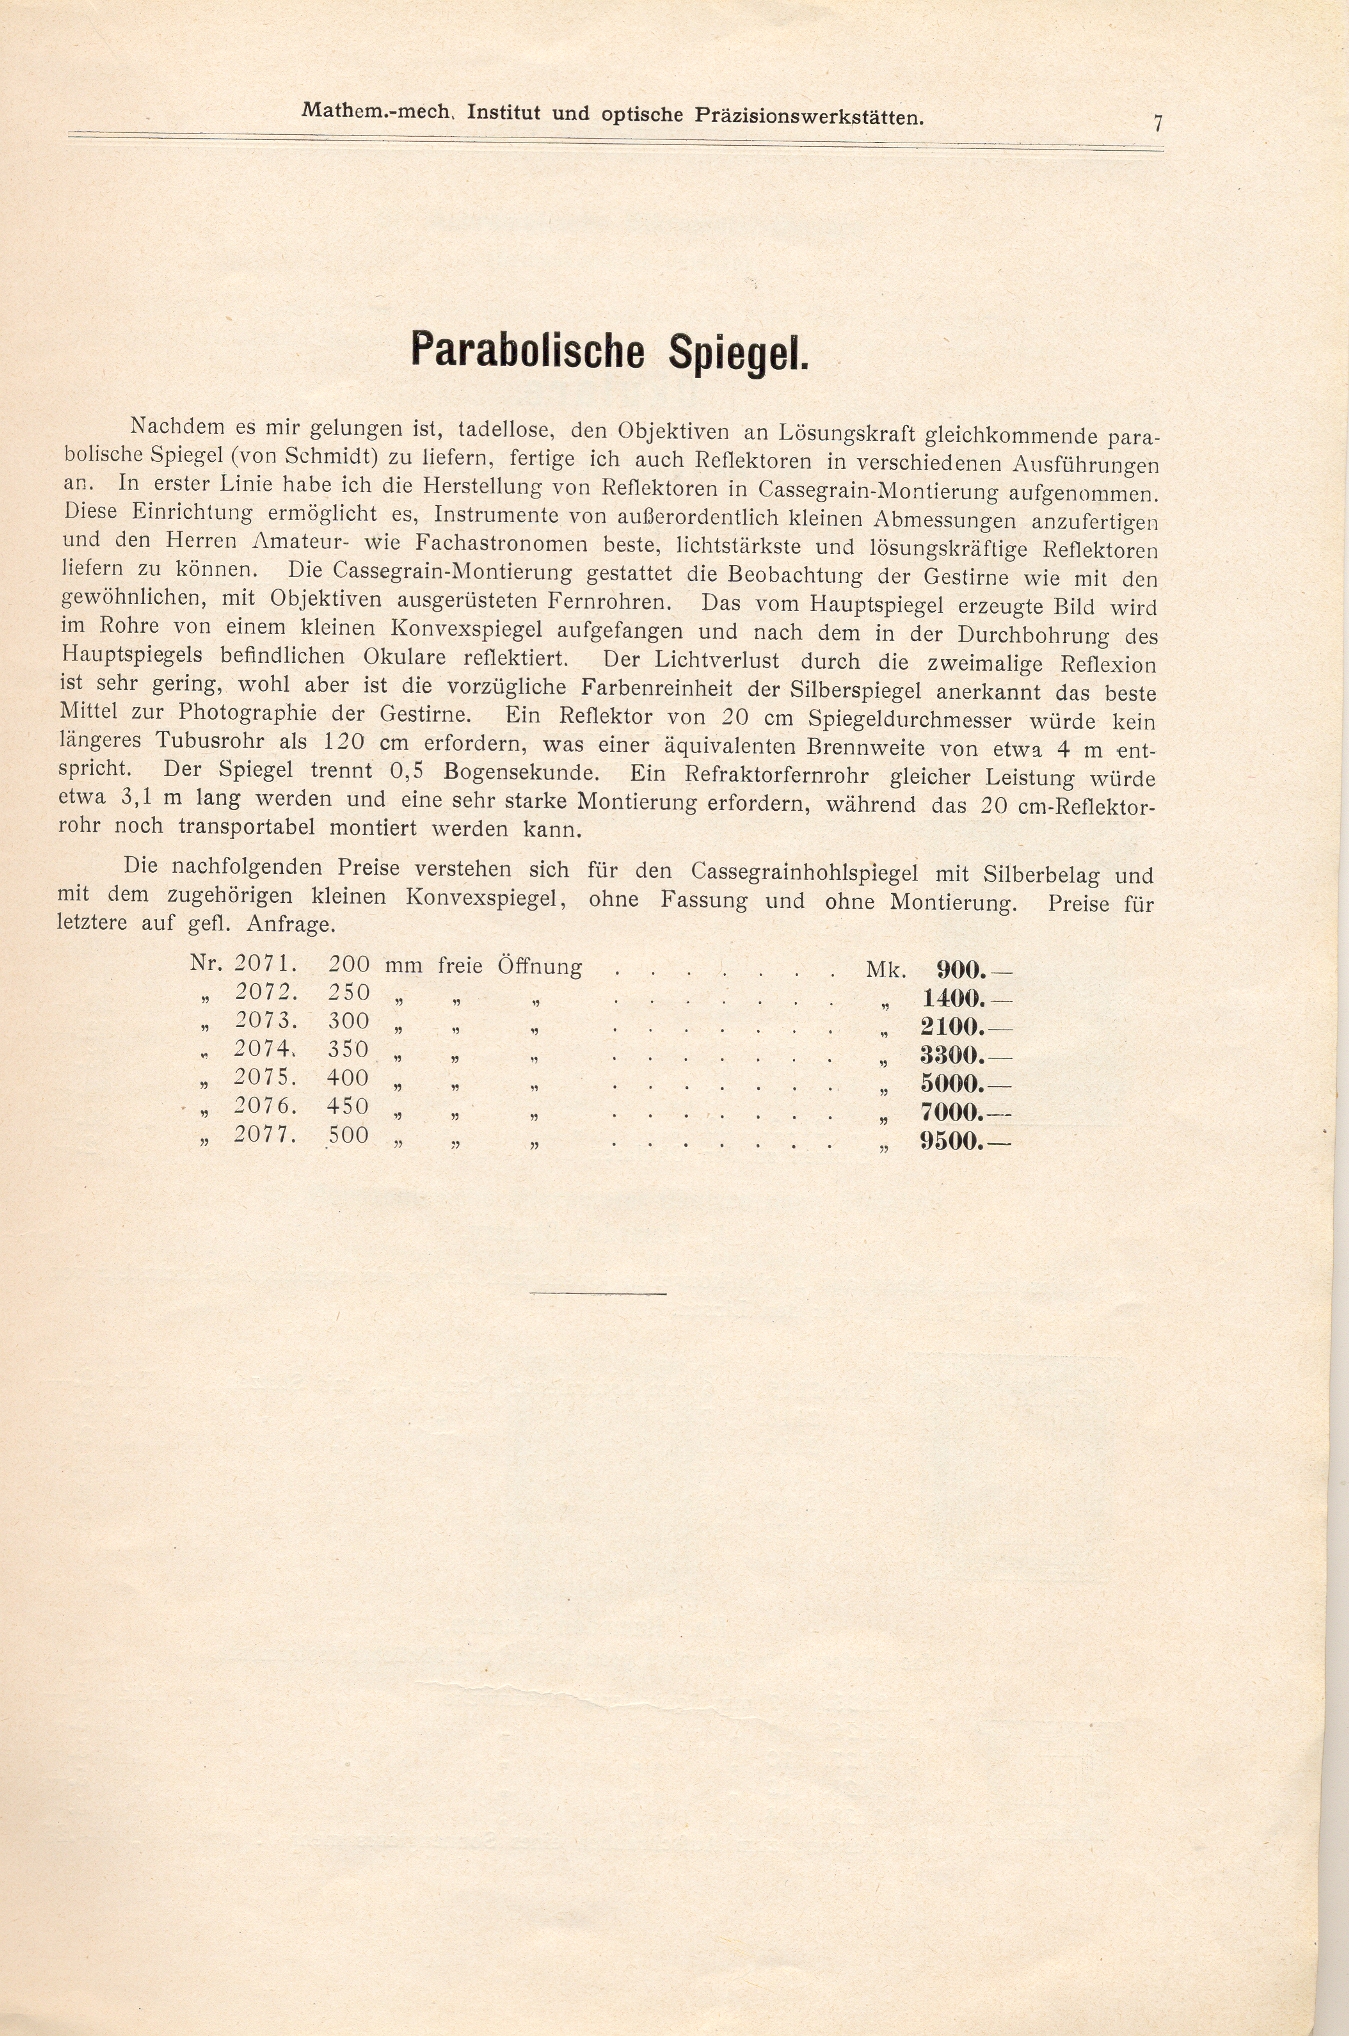 Mathem.-mech. Institut und optische Präzisionswerkstätten. 7
Parabolische Spiegel.
Nachdem es mir gelungen ist, tadellose, den Objektiven an Lösungskraft gleichkommende para-
bolische Spiegel (von Schmidt) zu liefern, fertige ich auch Reflektoren in verschiedenen Ausführungen
an. In erster Linie habe ich die Herstellung von Reflektoren in Cassegrain-Montierung aufgenommen.
Diese Einrichtung ermöglicht es, Instrumente von außerordentlich kleinen Abmessungen anzufertigen
und den Herren Amateur- wie Fachastronomen beste, lichtstärkste und lösungskräftige Reflektoren
liefern zu können. Die Cassegrain-Montierung gestattet die Beobachtung der Gestirne wie mit den
gewöhnlichen, mit Objektiven ausgerüsteten Fernrohren. Das vom Hauptspiegel erzeugte Bild wird
im Rohre von einem kleinen Konvexspiegel aufgefangen und nach dem in der Durchbohrung des
Hauptspiegels befindlichen Okulare reflektiert. Der Lichtverlust durch die zweimalige Reflexion
ist sehr gering, wohl aber ist die vorzügliche Farbenreinheit der Silberspiegel anerkannt das beste
Mittel zur Photographie der Gestirne. Ein Reflektor von 20 cm Spiegeldurchmesser würde kein
längeres Tubusrohr als 120 cm erfordern, was einer äquivalenten Brennweite von etwa 4 m ent-
spricht. Der Spiegel trennt 0,5 Bogensekunde. Ein Refraktorfernrohr gleicher Leistung würde
etwa 3,1 m lang werden und eine sehr starke Montierung erfordern, während das 20 cm-Reflektor-
rohr noch transportabel montiert werden kann.
Die nachfolgenden Preise verstehen sich für den Cassegrainhohlspiegel mit Silberbelag und
mit dem zugehörigen kleinen Konvexspiegel, ohne Fassung und ohne Montierung. Preise für
letztere auf gefl. Anfrage.
Nr. 2071. 200 mm freie Öffnung . . . . . . . Mk. 900.—
„ 2072. 250 „ „ „ . . . . . . . „ 1400.—
„ 2073. 300 „ „ „ . . . . . . . „ 2100.—
„ 2074. 350 „ „ „ . . . . . . . „ 3300.—
„ 2075. 400 „ „ „ . . . . . . . „ 5000.—
„ 2076. 450 „ „ „ . . . . . . . „ 7000.—
„ 2077. 500 „ „ „ . . . . . . . „ 9500.—